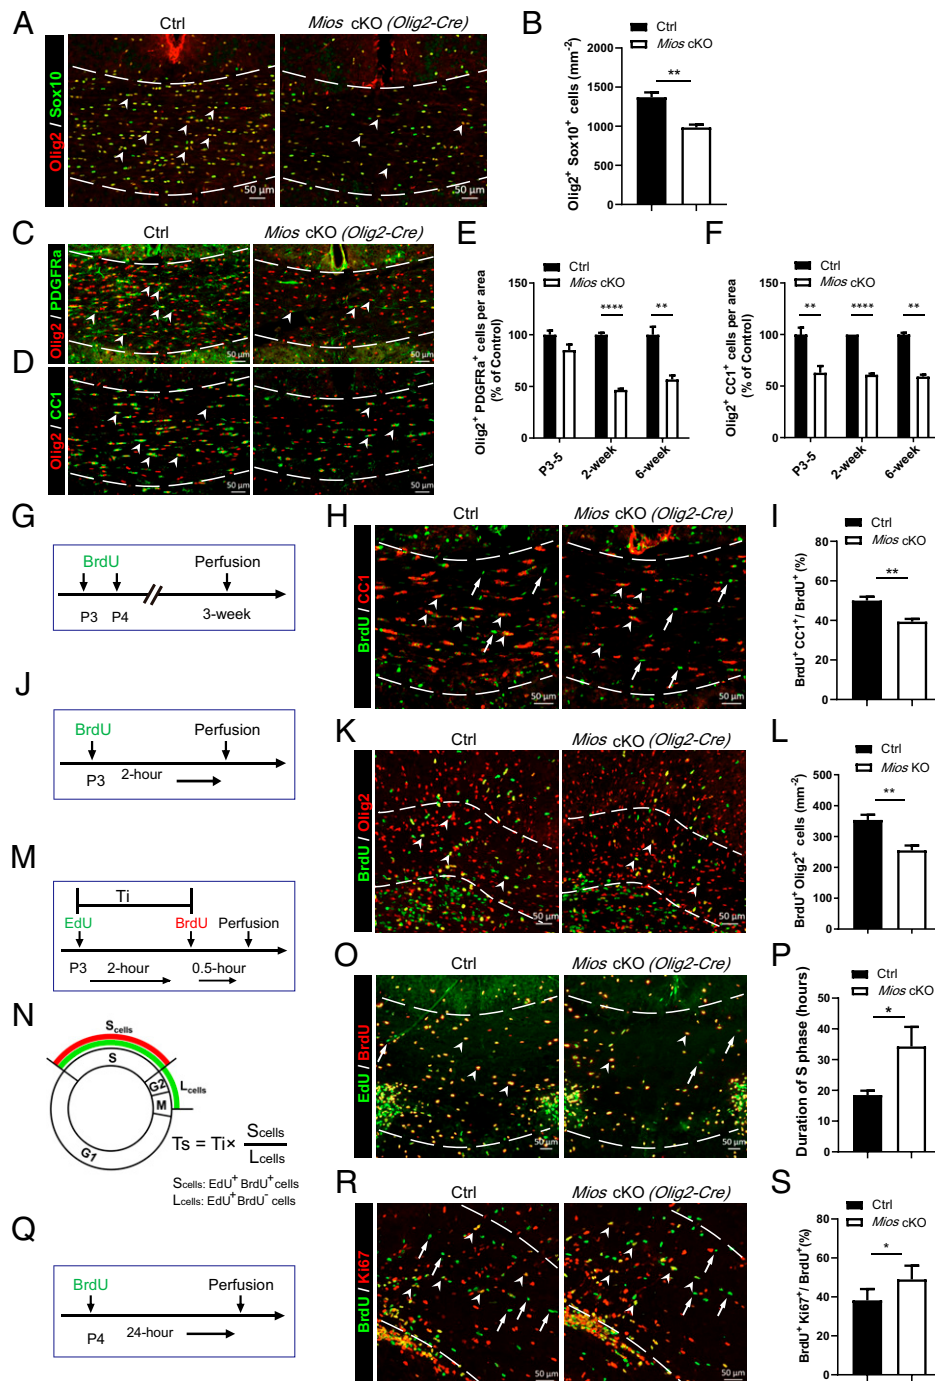 A
Ctrl
Mios cKO (Olig2-Cre)
Olig2 / Sox10
50 µm
50 µm
B
Ctrl
Mios cKO
Olig2⁺ Sox10⁺ cells (mm⁻²)
2000
1500
1000
500
0
**
C
Ctrl
Mios cKO (Olig2-Cre)
Olig2 / PDGFRa
50 µm
50 µm
D
Olig2 / CC1
50 µm
50 µm
E
Ctrl
Mios cKO
Olig2⁺ PDGFRa⁺ cells per area
(% of Control)
150
100
50
0
****
**
P3-5
2-week
6-week
F
Ctrl
Mios cKO
Olig2⁺ CC1⁺ cells per area
(% of Control)
150
100
50
0
**
****
**
P3-5
2-week
6-week
G
BrdU
Perfusion
P3
P4
3-week
H
Ctrl
Mios cKO (Olig2-Cre)
BrdU / CC1
50 µm
50 µm
I
Ctrl
Mios cKO
BrdU⁺ CC1⁺/ BrdU⁺ (%)
80
60
40
20
0
**
J
BrdU
Perfusion
P3
2-hour
K
Ctrl
Mios cKO (Olig2-Cre)
BrdU / Olig2
50 µm
50 µm
L
Ctrl
Mios KO
BrdU⁺ Olig2⁺ cells (mm⁻²)
500
400
300
200
100
0
**
M
Ti
EdU
BrdU
Perfusion
P3
2-hour
0.5-hour
N
Scells
S
G2
M
G1
Lcells
Ts = Ti× Scells
Lcells
Scells: EdU⁺ BrdU⁺ cells
Lcells: EdU⁺ BrdU⁻ cells
O
Ctrl
Mios cKO (Olig2-Cre)
EdU / BrdU
50 µm
50 µm
P
Ctrl
Mios cKO
Duration of S phase (hours)
50
40
30
20
10
0
*
Q
BrdU
Perfusion
P4
24-hour
R
Ctrl
Mios cKO (Olig2-Cre)
BrdU / Ki67
50 µm
50 µm
S
Ctrl
Mios cKO
BrdU⁺ Ki67⁺/ BrdU⁺(%)
80
60
40
20
0
*